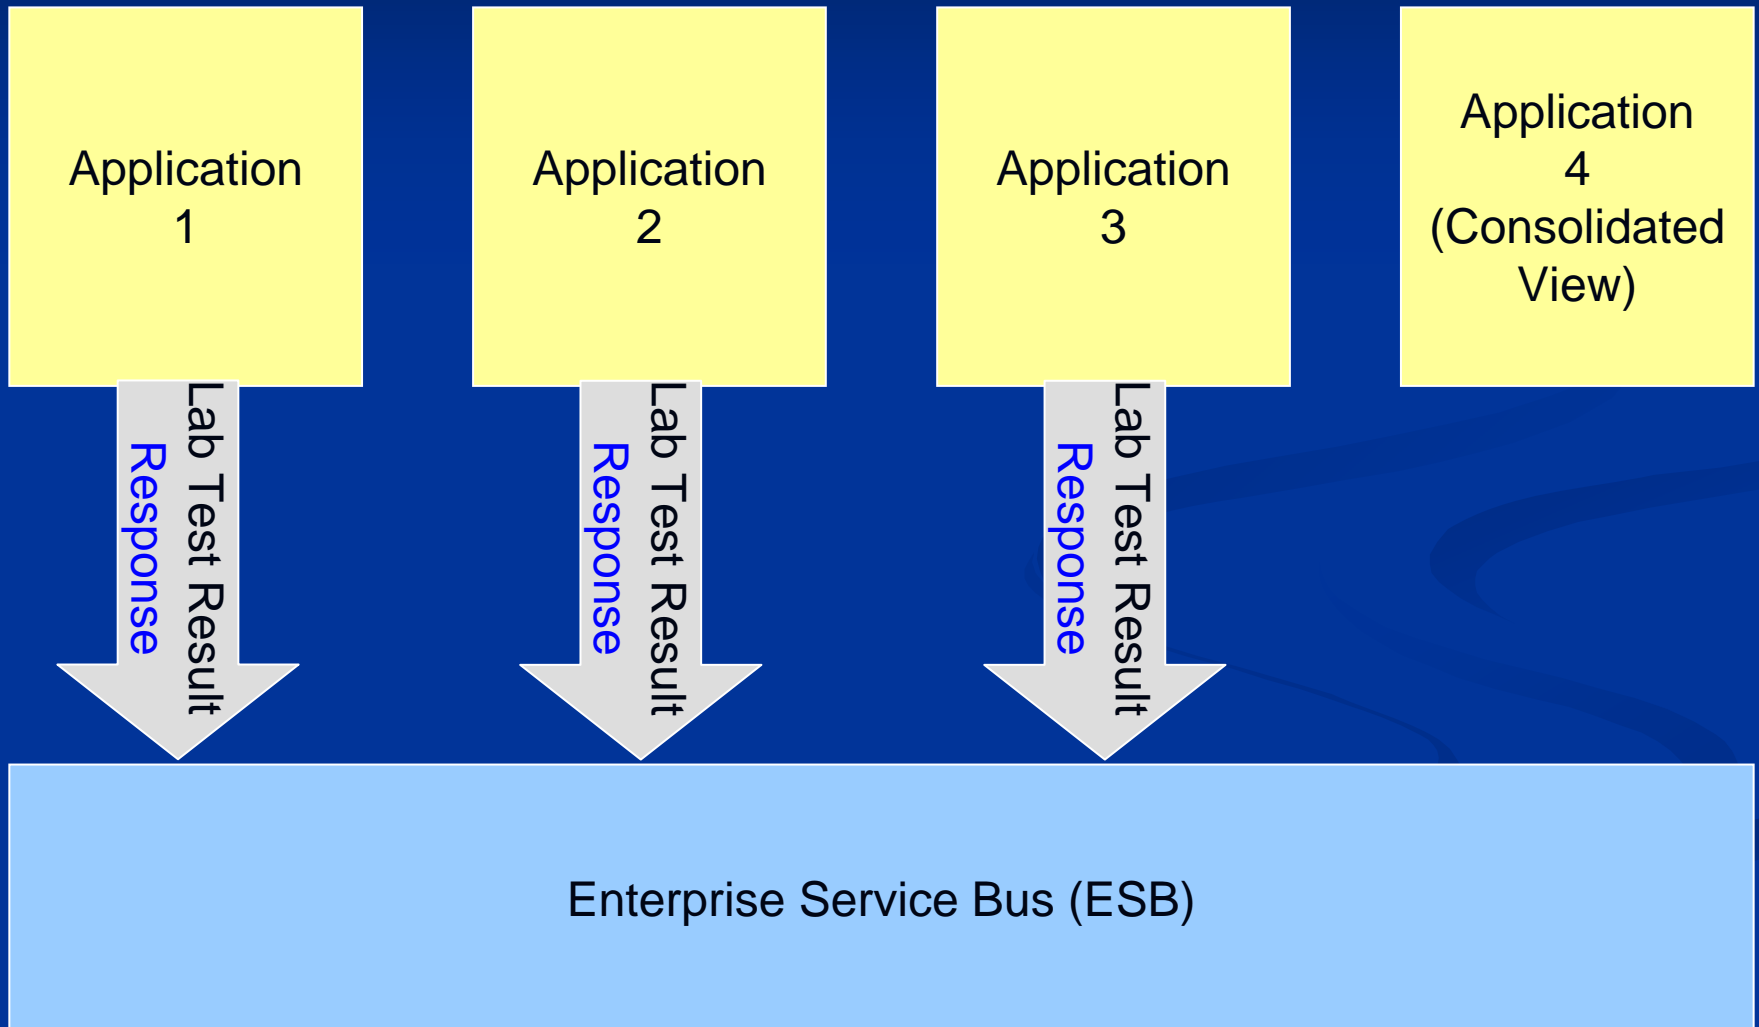 Application
1
Application
2
Application
3
Application
4
(Consolidated
View)
Lab Test Result
Response
Lab Test Result
Response
Lab Test Result
Response
Enterprise Service Bus (ESB)